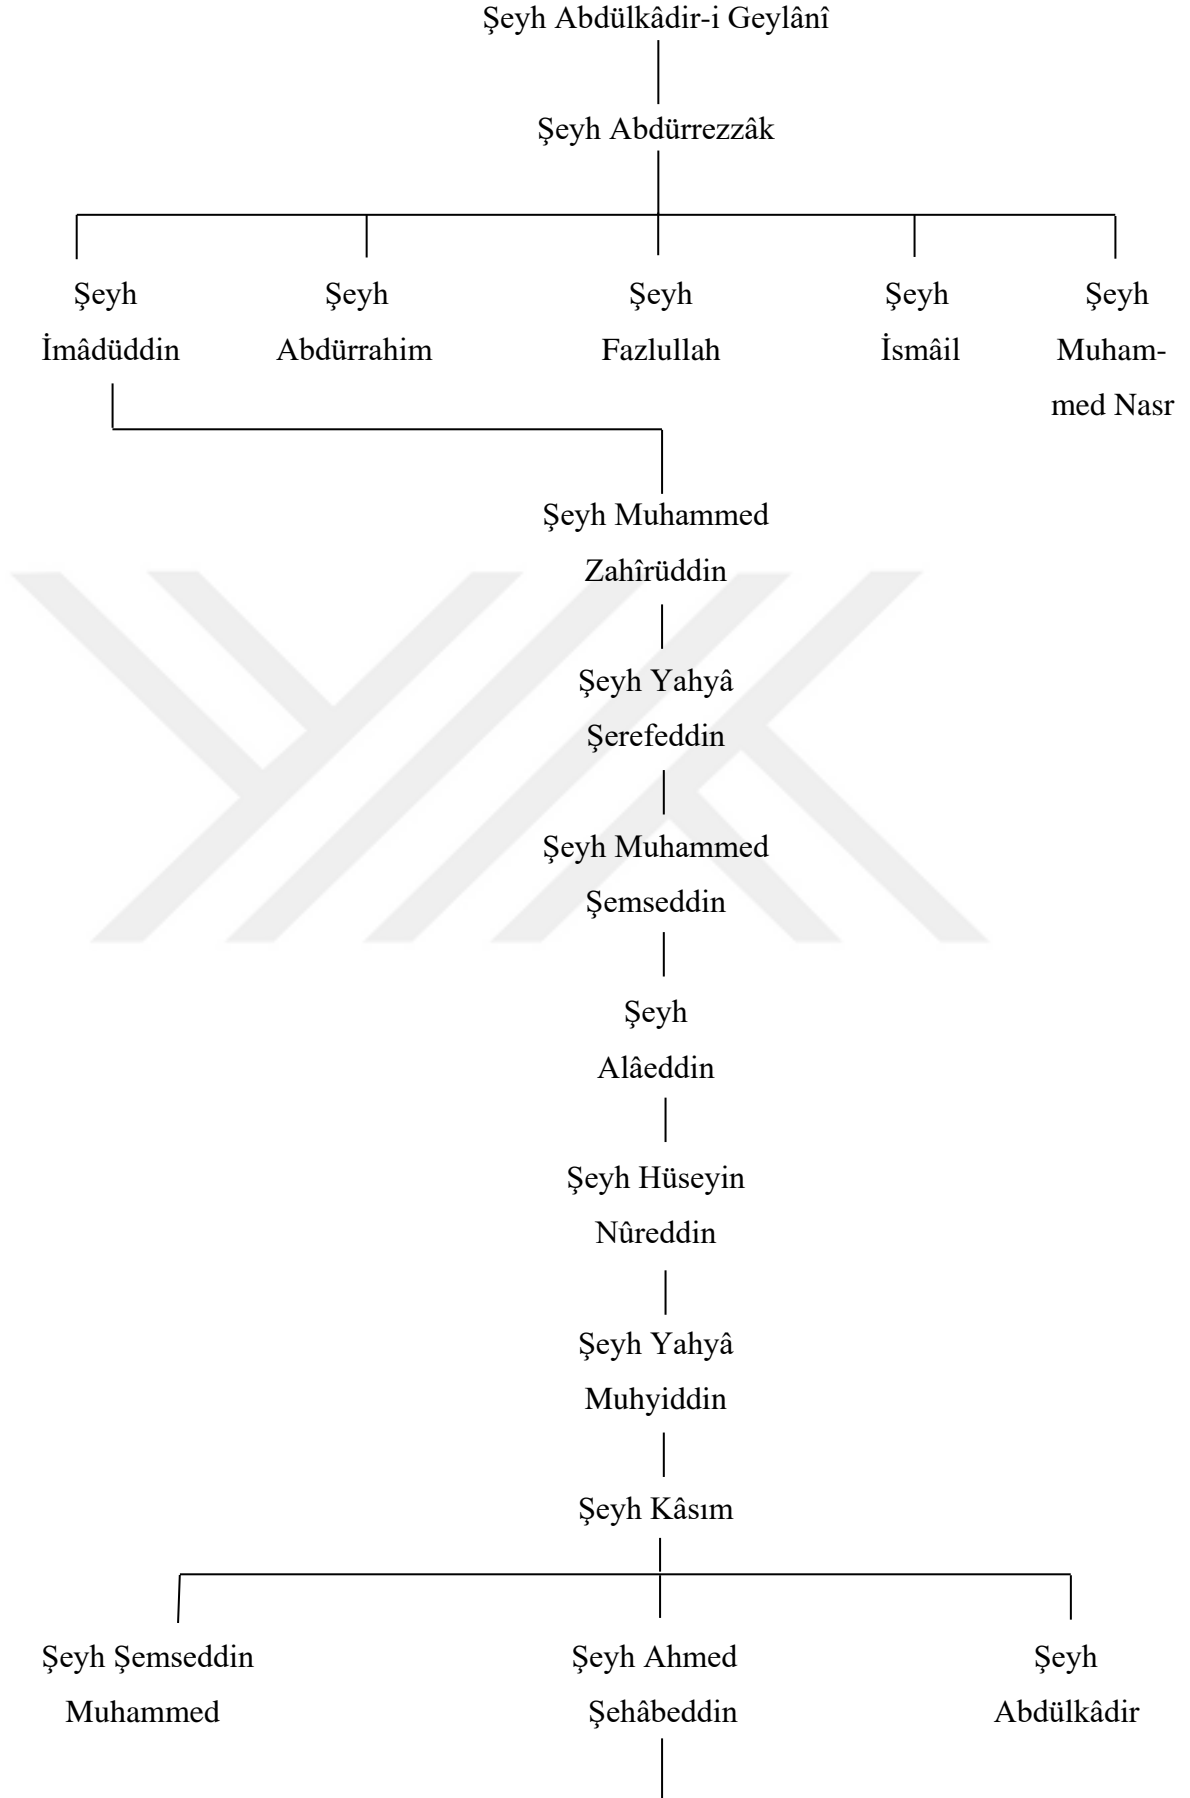 Şeyh Abdülkâdir-i Geylânî
Şeyh Abdürrezzâk
Şeyh
İmâdüddin
Şeyh
Abdürrahim
Şeyh
Fazlullah
Şeyh
İsmâil
Şeyh
Muham-
med Nasr
Şeyh Muhammed
Zahîrüddin
Şeyh Yahyâ
Şerefeddin
Şeyh Muhammed
Şemseddin
Şeyh
Alâeddin
Şeyh Hüseyin
Nûreddin
Şeyh Yahyâ
Muhyiddin
Şeyh Kâsım
Şeyh Şemseddin
Muhammed
Şeyh Ahmed
Şehâbeddin
Şeyh
Abdülkâdir